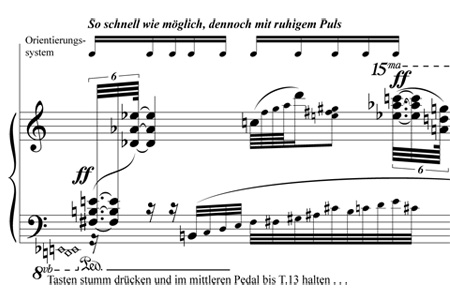 So schnell wie möglich, dennoch mit ruhigem Puls
Orientierungs-
system
15ma
ff
6
ff
6
8vb
Ped.
Tasten stumm drücken und im mittleren Pedal bis T.13 halten . . .